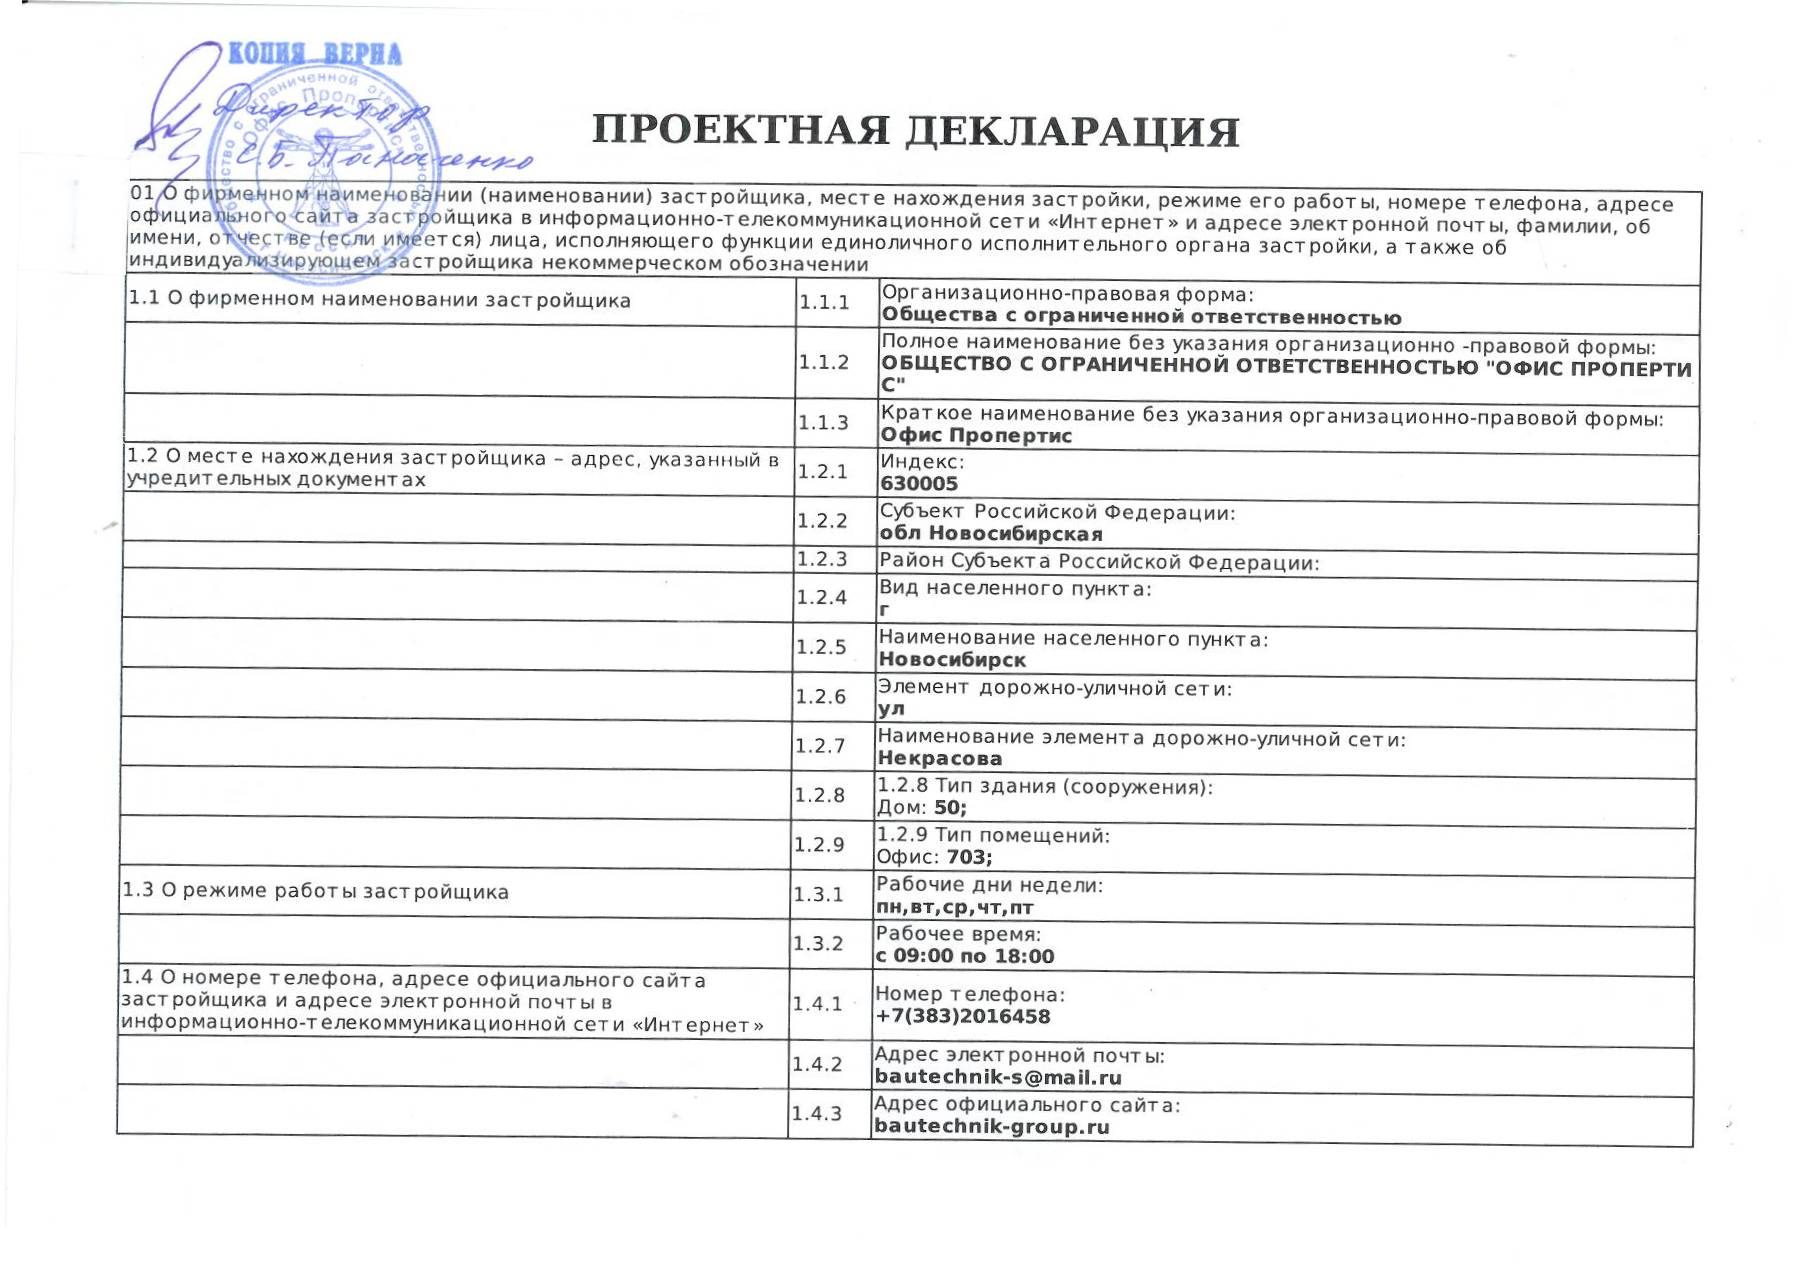 КОПИЯ ВЕРНА
Директор
ПРОЕКТНАЯ ДЕКЛАРАЦИЯ
01 О фирменном наименовании (наименовании) застройщика, месте нахождения застройки, режиме его работы, номере телефона, адресе
официального сайта застройщика в информационно-телекоммуникационной сети «Интернет» и адресе электронной почты, фамилии, об
имени, отчестве (если имеется) лица, исполняющего функции единоличного исполнительного органа застройки, а также об
индивидуализирующем застройщика некоммерческом обозначении
1.1 О фирменном наименовании застройщика
1.1.1
Организационно-правовая форма:
Общества с ограниченной ответственностью
1.1.2
Полное наименование без указания организационно -правовой формы:
ОБЩЕСТВО С ОГРАНИЧЕННОЙ ОТВЕТСТВЕННОСТЬЮ "ОФИС ПРОПЕРТИ
С"
1.1.3
Краткое наименование без указания организационно-правовой формы:
Офис Пропертис
1.2 О месте нахождения застройщика – адрес, указанный в
учредительных документах
1.2.1
Индекс:
630005
1.2.2
Субъект Российской Федерации:
обл Новосибирская
1.2.3
Район Субъекта Российской Федерации:
1.2.4
Вид населенного пункта:
г
1.2.5
Наименование населенного пункта:
Новосибирск
1.2.6
Элемент дорожно-уличной сети:
ул
1.2.7
Наименование элемента дорожно-уличной сети:
Некрасова
1.2.8
1.2.8 Тип здания (сооружения):
Дом: 50;
1.2.9
1.2.9 Тип помещений:
Офис: 703;
1.3 О режиме работы застройщика
1.3.1
Рабочие дни недели:
пн,вт,ср,чт,пт
1.3.2
Рабочее время:
с 09:00 по 18:00
1.4 О номере телефона, адресе официального сайта
застройщика и адресе электронной почты в
информационно-телекоммуникационной сети «Интернет»
1.4.1
Номер телефона:
+7(383)2016458
1.4.2
Адрес электронной почты:
bautechnik-s@mail.ru
1.4.3
Адрес официального сайта:
bautechnik-group.ru